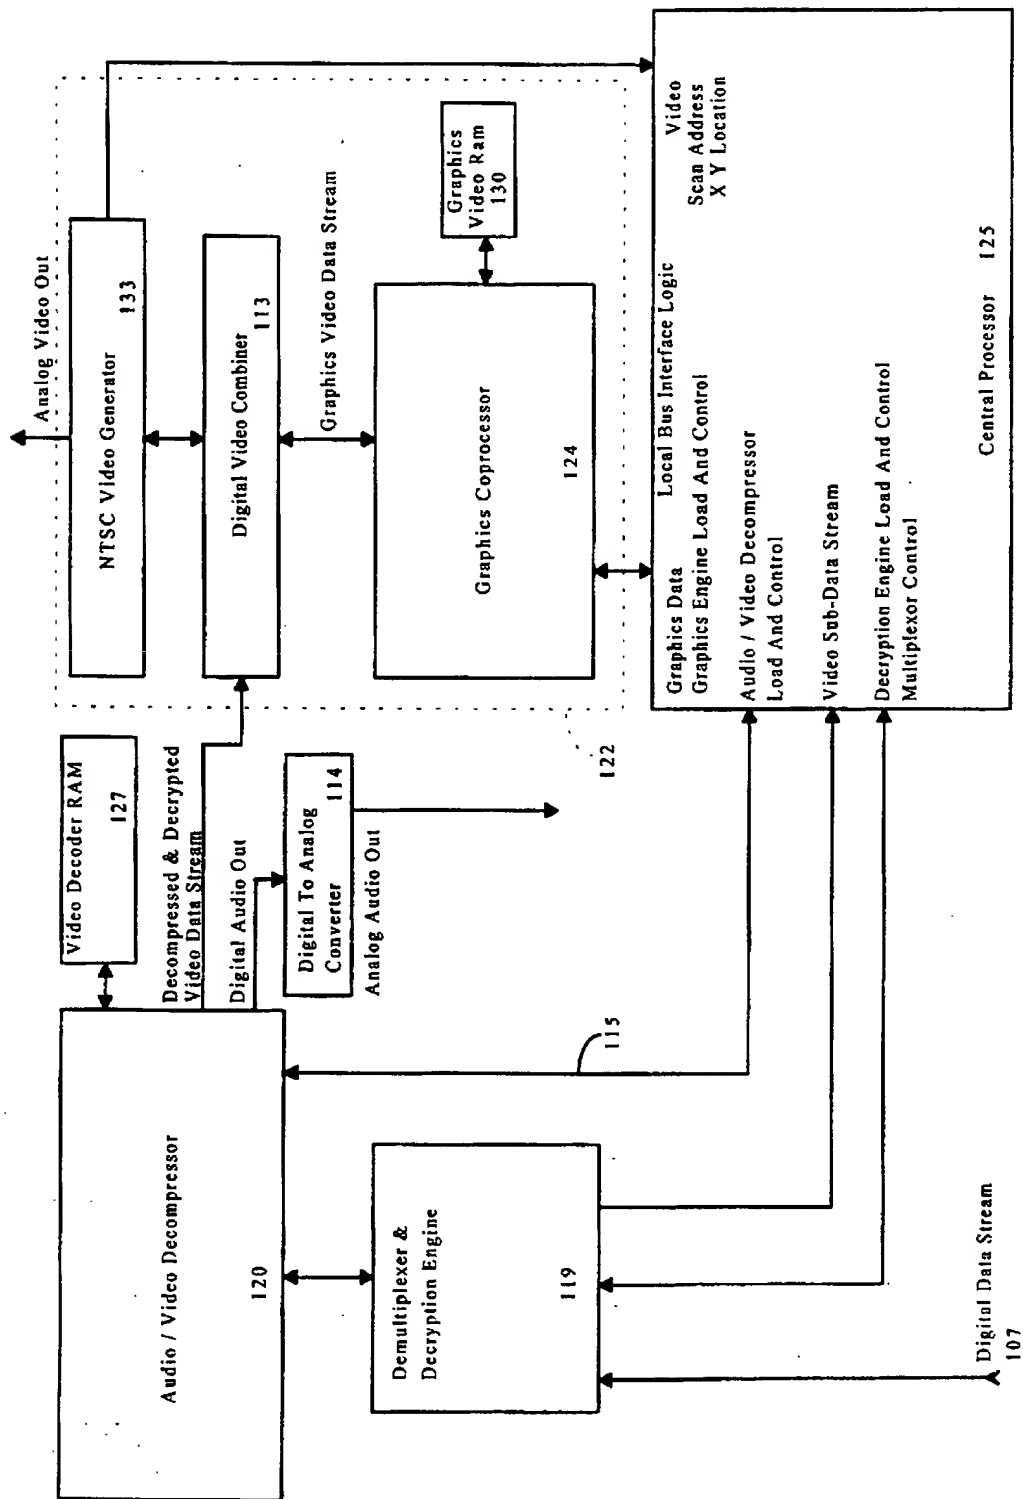 Audio / Video Decompressor
120
Video Decoder RAM
127
Decompressed & Decrypted
Video Data Stream
Digital Audio Out
Digital To Analog
Converter
114
Analog Audio Out
Analog Video Out
NTSC Video Generator
133
Digital Video Combiner
113
Graphics Video Data Stream
Graphics Coprocessor
124
Graphics
Video Ram
130
122
115
Demultiplexer &
Decryption Engine
119
Digital Data Stream
107
Graphics Data
Graphics Engine Load And Control
Local Bus Interface Logic
Audio / Video Decompressor
Load And Control
Video Sub-Data Stream
Decryption Engine Load And Control
Multiplexor Control
Video
Scan Address
X Y Location
Central Processor
125